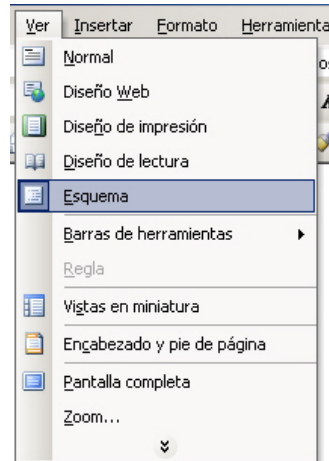 Ver Insertar Formato Herramienta
Normal
Diseño Web
Diseño de impresión
Diseño de lectura
Esquema
Barras de herramientas
Regla
Vistas en miniatura
Encabezado y pie de página
Pantalla completa
Zoom...